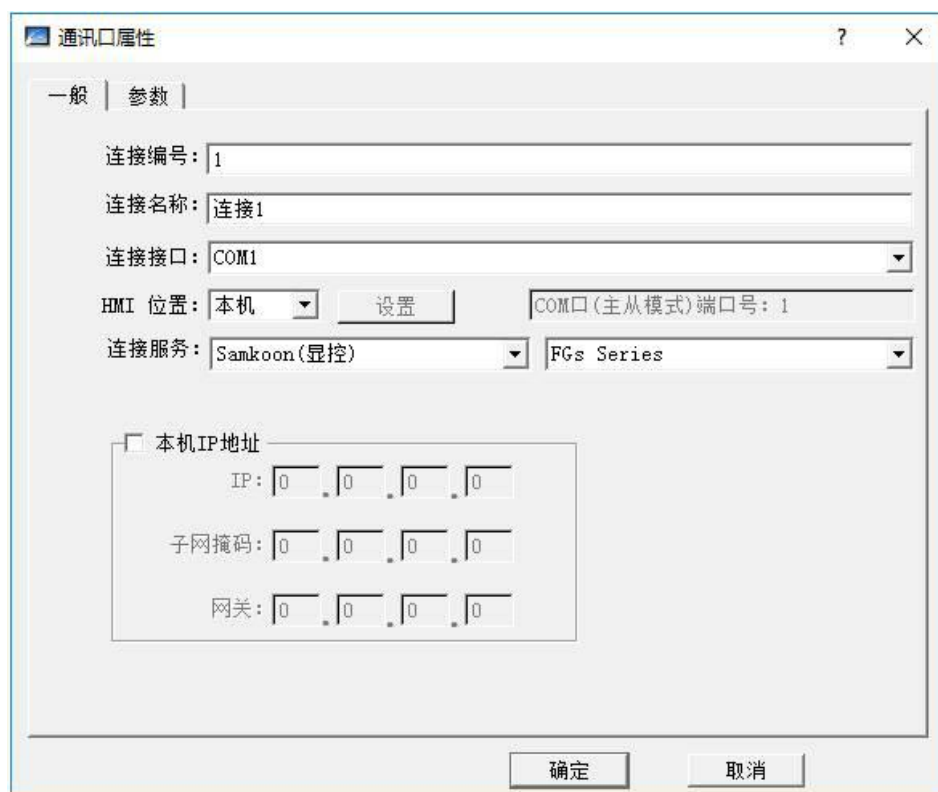 通讯口属性 ? ×
一般 参数
连接编号: 1
连接名称: 连接1
连接接口: COM1
HMI 位置: 本机 设置 COM口(主从模式)端口号: 1
连接服务: Samkoon(显控) FGs Series
本机IP地址
IP: 0 . 0 . 0 . 0
子网掩码: 0 . 0 . 0 . 0
网关: 0 . 0 . 0 . 0
确定 取消